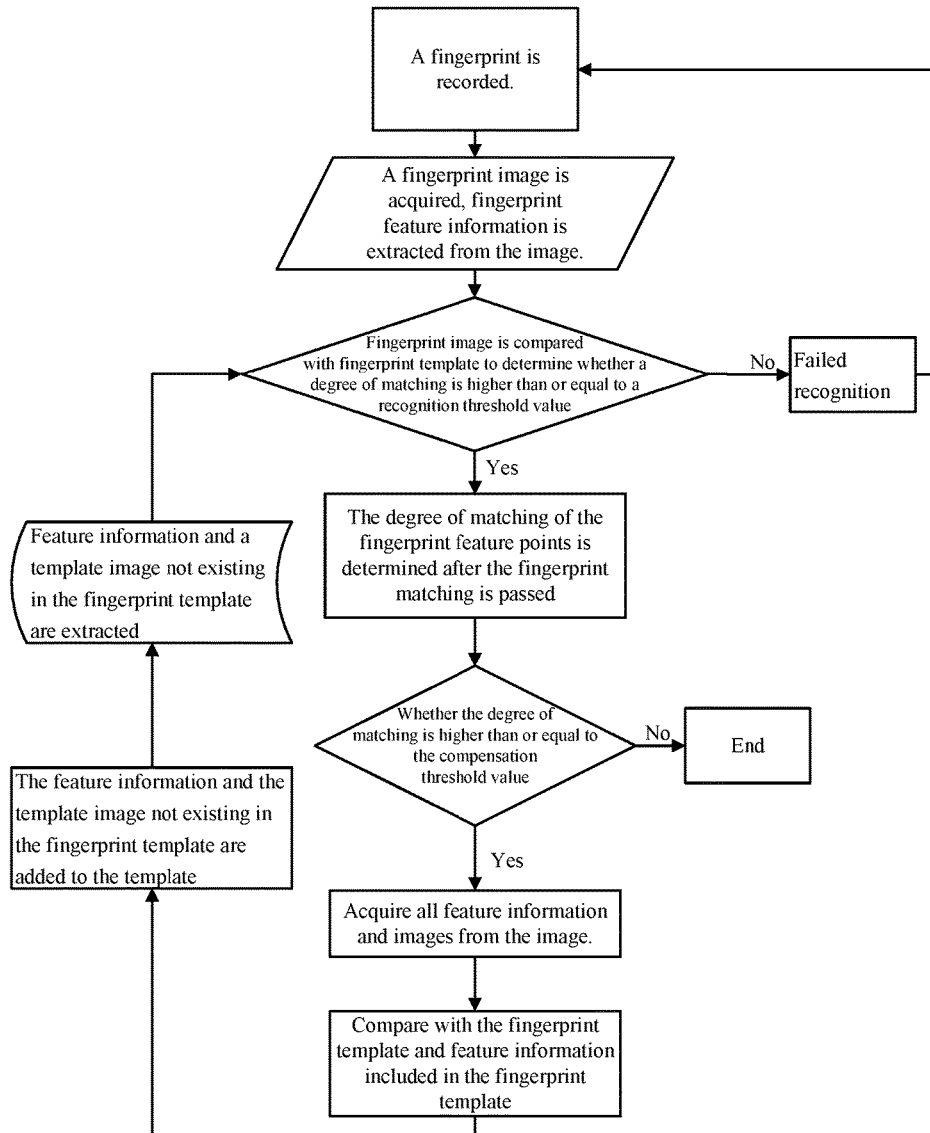 A fingerprint is
recorded.
A fingerprint image is
acquired, fingerprint
feature information is
extracted from the image.
Fingerprint image is compared
with fingerprint template to determine whether a
degree of matching is higher than or equal to a
recognition threshold value
No
Failed
recognition
Yes
The degree of matching of the
fingerprint feature points is
determined after the fingerprint
matching is passed
Feature information and a
template image not existing
in the fingerprint template
are extracted
Whether the degree of
matching is higher than or equal to
the compensation
threshold value
No
End
The feature information and the
template image not existing in
the fingerprint template are
added to the template
Yes
Acquire all feature information
and images from the image.
Compare with the fingerprint
template and feature information
included in the fingerprint
template